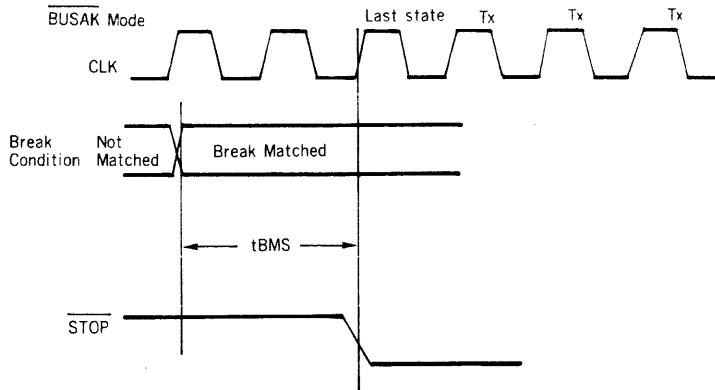 BUSAK Mode
Last state Tx Tx Tx
CLK
Break Condition Not Matched Break Matched
tBMS
STOP